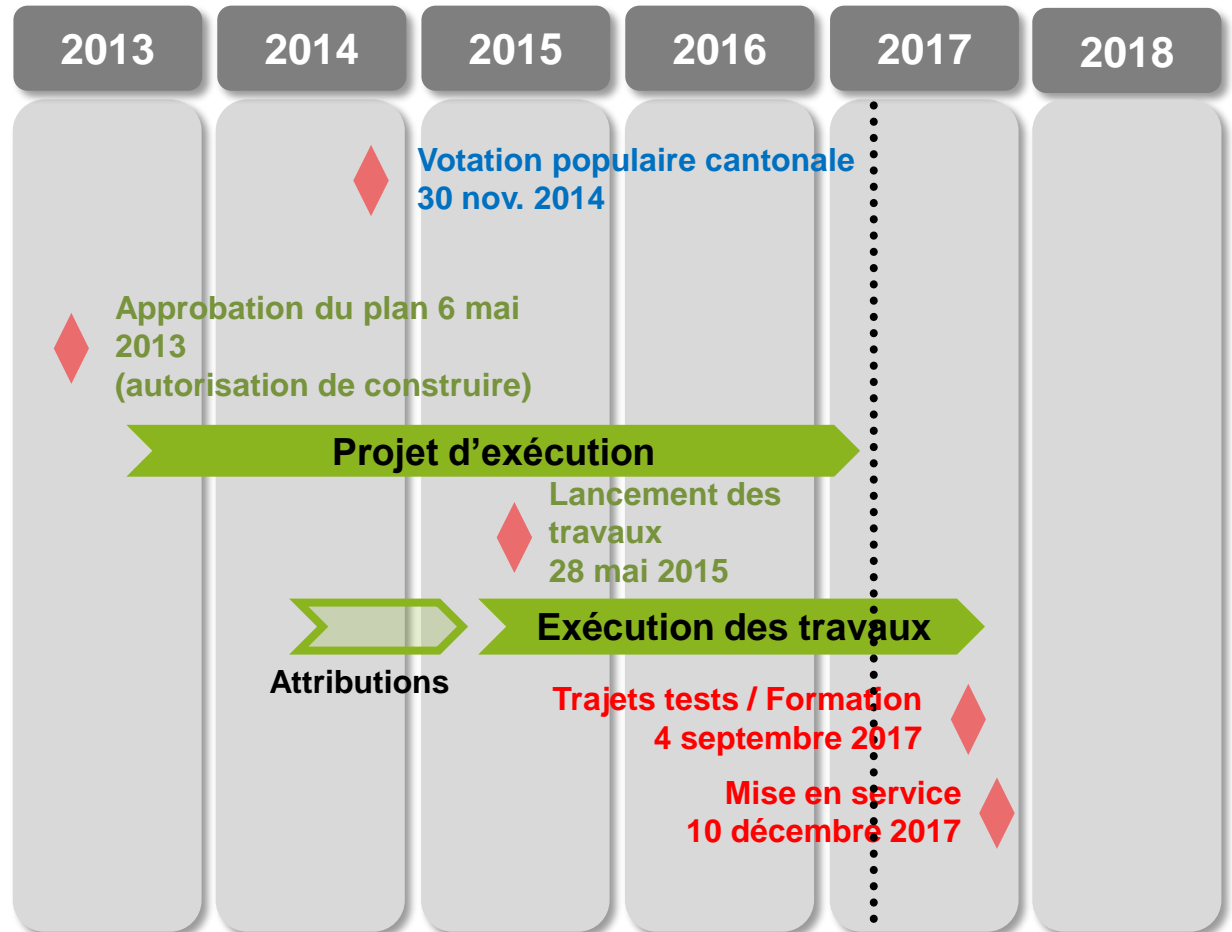 2013 2014 2015 2016 2017 2018
Votation populaire cantonale
30 nov. 2014
Approbation du plan 6 mai
2013
(autorisation de construire)
Projet d’exécution
Lancement des
travaux
28 mai 2015
Exécution des travaux
Attributions
Trajets tests / Formation
4 septembre 2017
Mise en service
10 décembre 2017